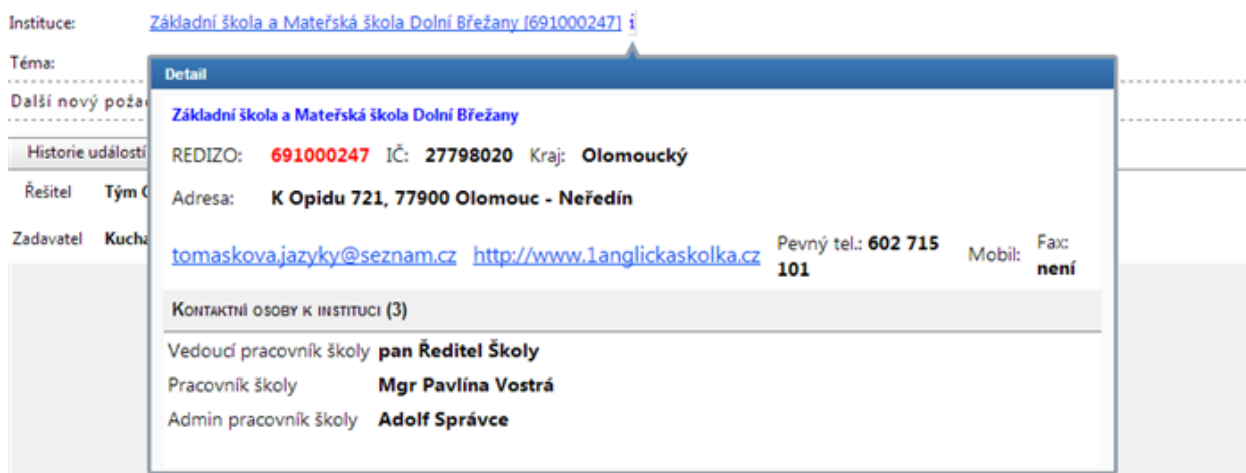 Instituce: Základní škola a Mateřská škola Dolní Břežany [691000247] i
Téma:
Detail
Další nový požad
Základní škola a Mateřská škola Dolní Břežany
Historie událostí
REDIZO: 691000247 IČ: 27798020 Kraj: Olomoucký
Řešitel Tým
Adresa: K Opidu 721, 77900 Olomouc - Neředín
Zadavatel Kucha
tomaskova.jazyky@seznam.cz http://www.1anglickaskolka.cz Pevný tel.: 602 715 101 Mobil: Fax: není
Kontaktní osoby k instituci (3)
Vedoucí pracovník školy pan Ředitel Školy
Pracovník školy Mgr Pavlína Vostrá
Admin pracovník školy Adolf Správce